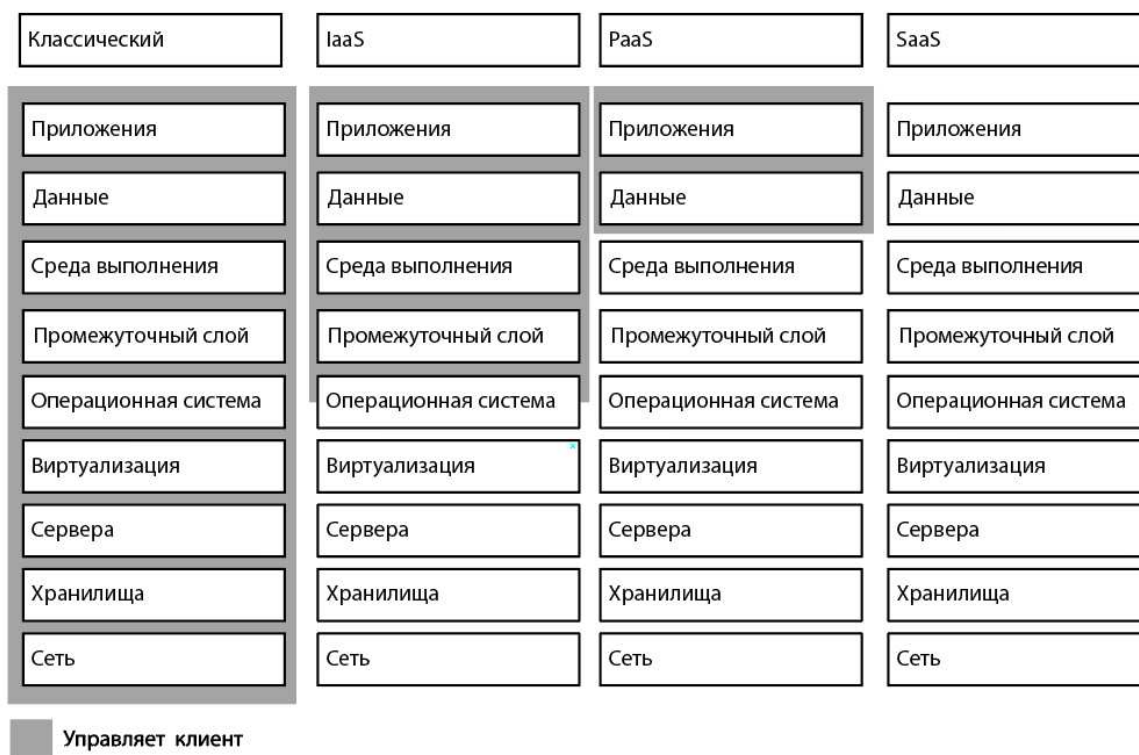 Классический
IaaS
PaaS
SaaS
Приложения
Приложения
Приложения
Приложения
Данные
Данные
Данные
Данные
Среда выполнения
Среда выполнения
Среда выполнения
Среда выполнения
Промежуточный слой
Промежуточный слой
Промежуточный слой
Промежуточный слой
Операционная система
Операционная система
Операционная система
Операционная система
Виртуализация
Виртуализация
Виртуализация
Виртуализация
Сервера
Сервера
Сервера
Сервера
Хранилища
Хранилища
Хранилища
Хранилища
Сеть
Сеть
Сеть
Сеть
Управляет клиент